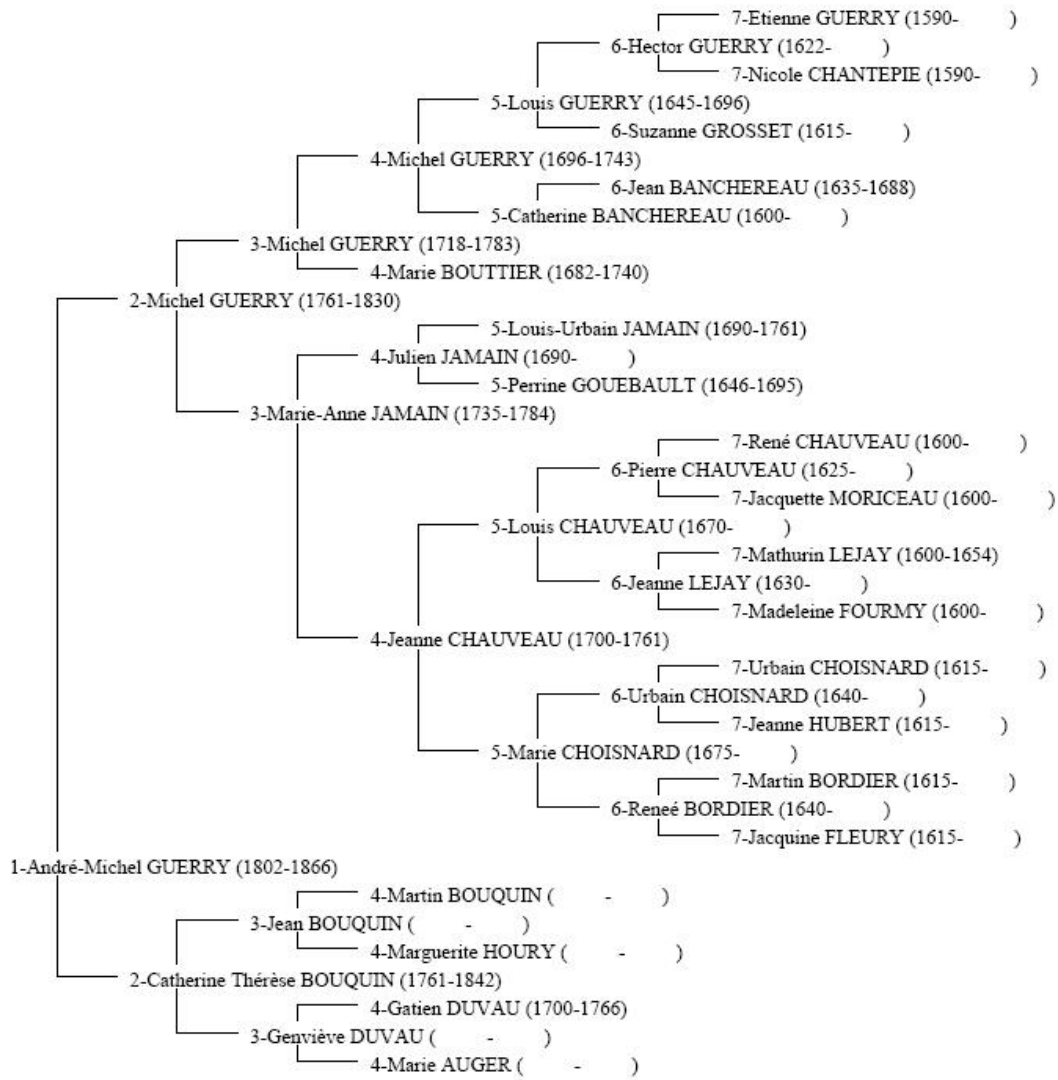 7-Etienne GUERRY (1590- )
6-Hector GUERRY (1622- )
7-Nicole CHANTEPIE (1590- )
5-Louis GUERRY (1645-1696)
6-Suzanne GROSSET (1615- )
4-Michel GUERRY (1696-1743)
6-Jean BANCHEREAU (1635-1688)
5-Catherine BANCHEREAU (1600- )
3-Michel GUERRY (1718-1783)
4-Marie BOUTTIER (1682-1740)
2-Michel GUERRY (1761-1830)
5-Louis-Urbain JAMAIN (1690-1761)
4-Julien JAMAIN (1690- )
5-Perrine GOUEBAULT (1646-1695)
3-Marie-Anne JAMAIN (1735-1784)
7-René CHAUVEAU (1600- )
6-Pierre CHAUVEAU (1625- )
7-Jacquette MORICEAU (1600- )
5-Louis CHAUVEAU (1670- )
7-Mathurin LEJAY (1600-1654)
6-Jeanne LEJAY (1630- )
7-Madeleine FOURMY (1600- )
4-Jeanne CHAUVEAU (1700-1761)
7-Urbain CHOISNARD (1615- )
6-Urbain CHOISNARD (1640- )
7-Jeanne HUBERT (1615- )
5-Marie CHOISNARD (1675- )
7-Martin BORDIER (1615- )
6-Reneé BORDIER (1640- )
7-Jacquine FLEURY (1615- )
1-André-Michel GUERRY (1802-1866)
4-Martin BOUQUIN ( - )
3-Jean BOUQUIN ( - )
4-Marguerite HOURY ( - )
2-Catherine Thérèse BOUQUIN (1761-1842)
4-Gatien DUVAU (1700-1766)
3-Genviève DUVAU ( - )
4-Marie AUGER ( - )